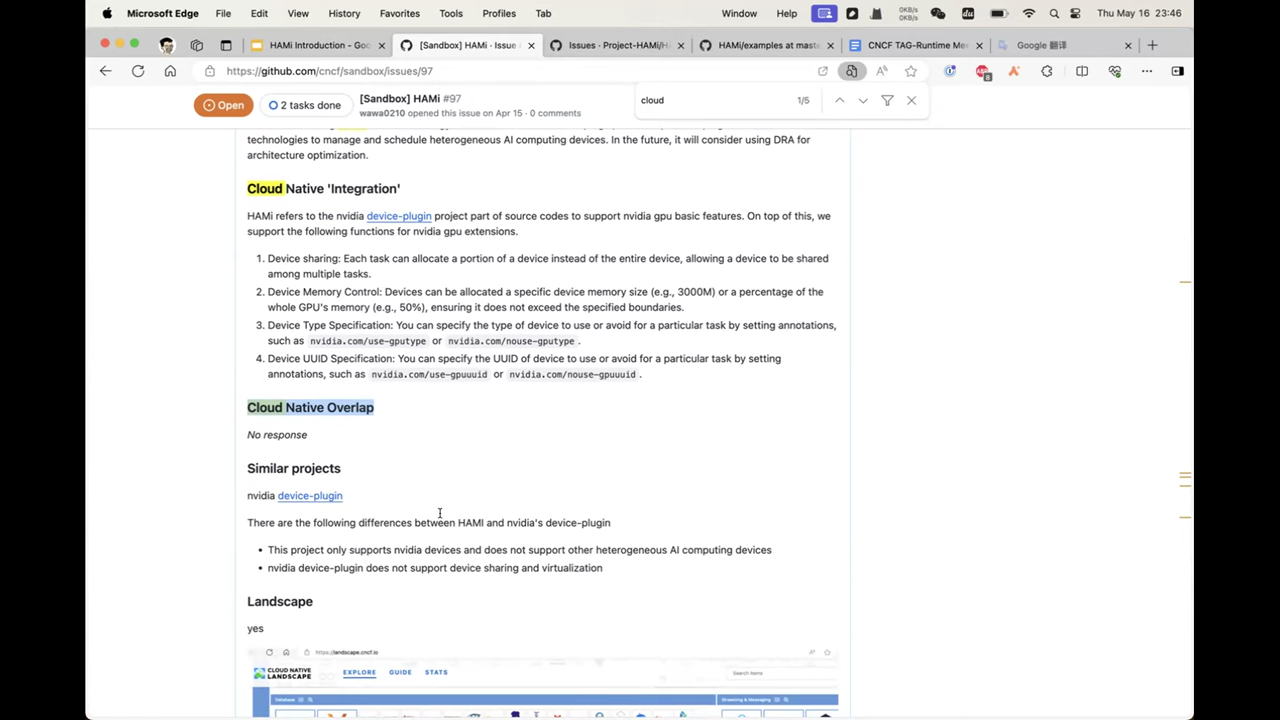 Microsoft Edge File Edit View History Favorites Tools Profiles Tab Window Help 0KB/s 0KB/s du Thu May 16 23:46
HAMi Introduction - Go [Sandbox] HAMi · Issue Issues · Project-HAMi/H HAMi/examples at mast CNCF TAG-Runtime Me Google 翻译
https://github.com/cncf/sandbox/issues/97
8
cloud 1/5
Open 2 tasks done [Sandbox] HAMi #97
wawa0210 opened this issue on Apr 15 · 0 comments
technologies to manage and schedule heterogeneous AI computing devices. In the future, it will consider using DRA for
architecture optimization.
Cloud Native 'Integration'
HAMi refers to the nvidia device-plugin project part of source codes to support nvidia gpu basic features. On top of this, we
support the following functions for nvidia gpu extensions.
1. Device sharing: Each task can allocate a portion of a device instead of the entire device, allowing a device to be shared
among multiple tasks.
2. Device Memory Control: Devices can be allocated a specific device memory size (e.g., 3000M) or a percentage of the
whole GPU's memory (e.g., 50%), ensuring it does not exceed the specified boundaries.
3. Device Type Specification: You can specify the type of device to use or avoid for a particular task by setting annotations,
such as nvidia.com/use-gputype or nvidia.com/nouse-gputype.
4. Device UUID Specification: You can specify the UUID of device to use or avoid for a particular task by setting
annotations, such as nvidia.com/use-gpuuuid or nvidia.com/nouse-gpuuuid.
Cloud Native Overlap
No response
Similar projects
nvidia device-plugin
There are the following differences between HAMI and nvidia's device-plugin
• This project only supports nvidia devices and does not support other heterogeneous AI computing devices
• nvidia device-plugin does not support device sharing and virtualization
Landscape
yes
https://landscape.cncf.io
CLOUD NATIVE LANDSCAPE EXPLORE GUIDE STATS Search items
Database Streaming & Messaging